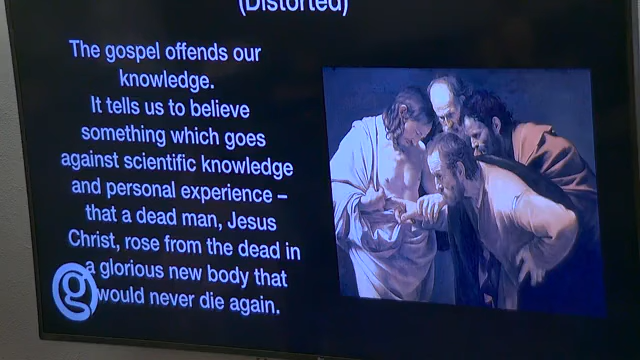 (Distorted)
The gospel offends our
knowledge.
It tells us to believe
something which goes
against scientific knowledge
and personal experience –
that a dead man, Jesus
Christ, rose from the dead in
a glorious new body that
would never die again.
g